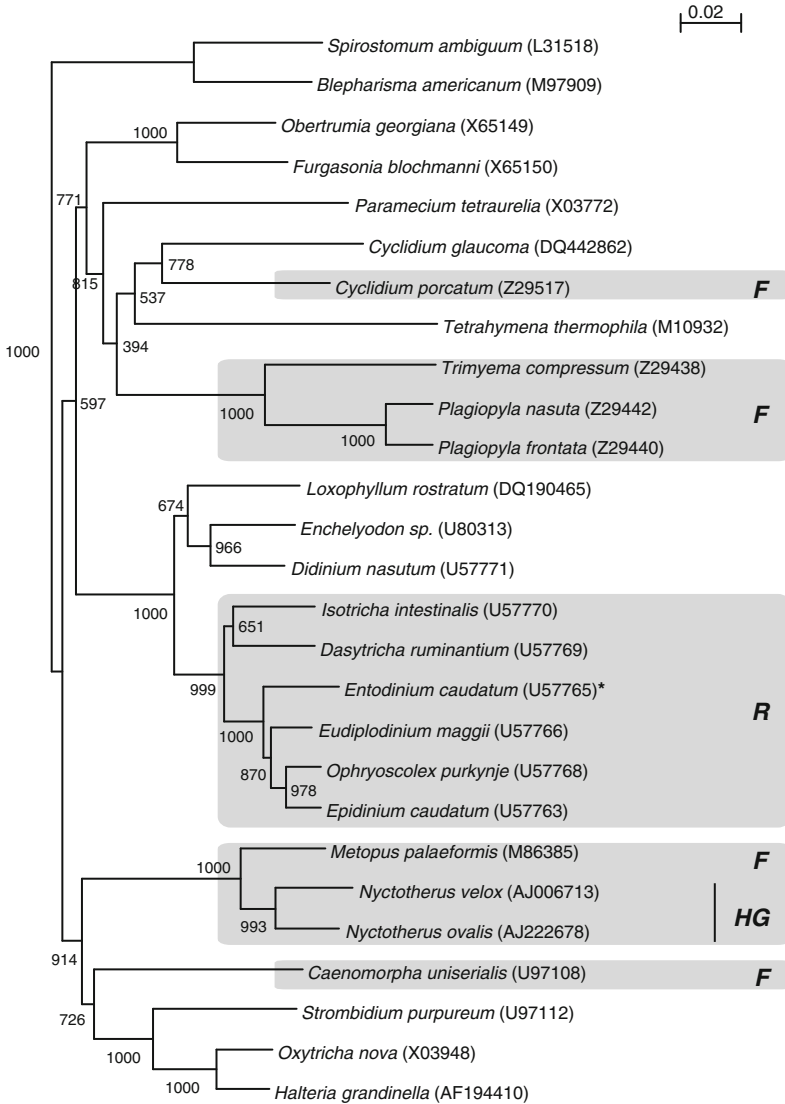 0.02
Spirostomum ambiguum (L31518)
Blepharisma americanum (M97909)
Obertrumia georgiana (X65149)
1000
Furgasonia blochmanni (X65150)
771
Paramecium tetraurelia (X03772)
Cyclidium glaucoma (DQ442862)
778
815
Cyclidium porcatum (Z29517)
F
537
Tetrahymena thermophila (M10932)
394
1000
Trimyema compressum (Z29438)
597
Plagiopyla nasuta (Z29442)
1000
F
1000
Plagiopyla frontata (Z29440)
Loxophyllum rostratum (DQ190465)
674
Enchelyodon sp. (U80313)
966
Didinium nasutum (U57771)
1000
Isotricha intestinalis (U57770)
651
Dasytricha ruminantium (U57769)
999
Entodinium caudatum (U57765)*
R
1000
Eudiplodinium maggii (U57766)
870
Ophryoscolex purkynje (U57768)
978
Epidinium caudatum (U57763)
Metopus palaeformis (M86385)
F
1000
Nyctotherus velox (AJ006713)
993
HG
Nyctotherus ovalis (AJ222678)
914
Caenomorpha uniserialis (U97108)
F
726
Strombidium purpureum (U97112)
1000
Oxytricha nova (X03948)
1000
Halteria grandinella (AF194410)